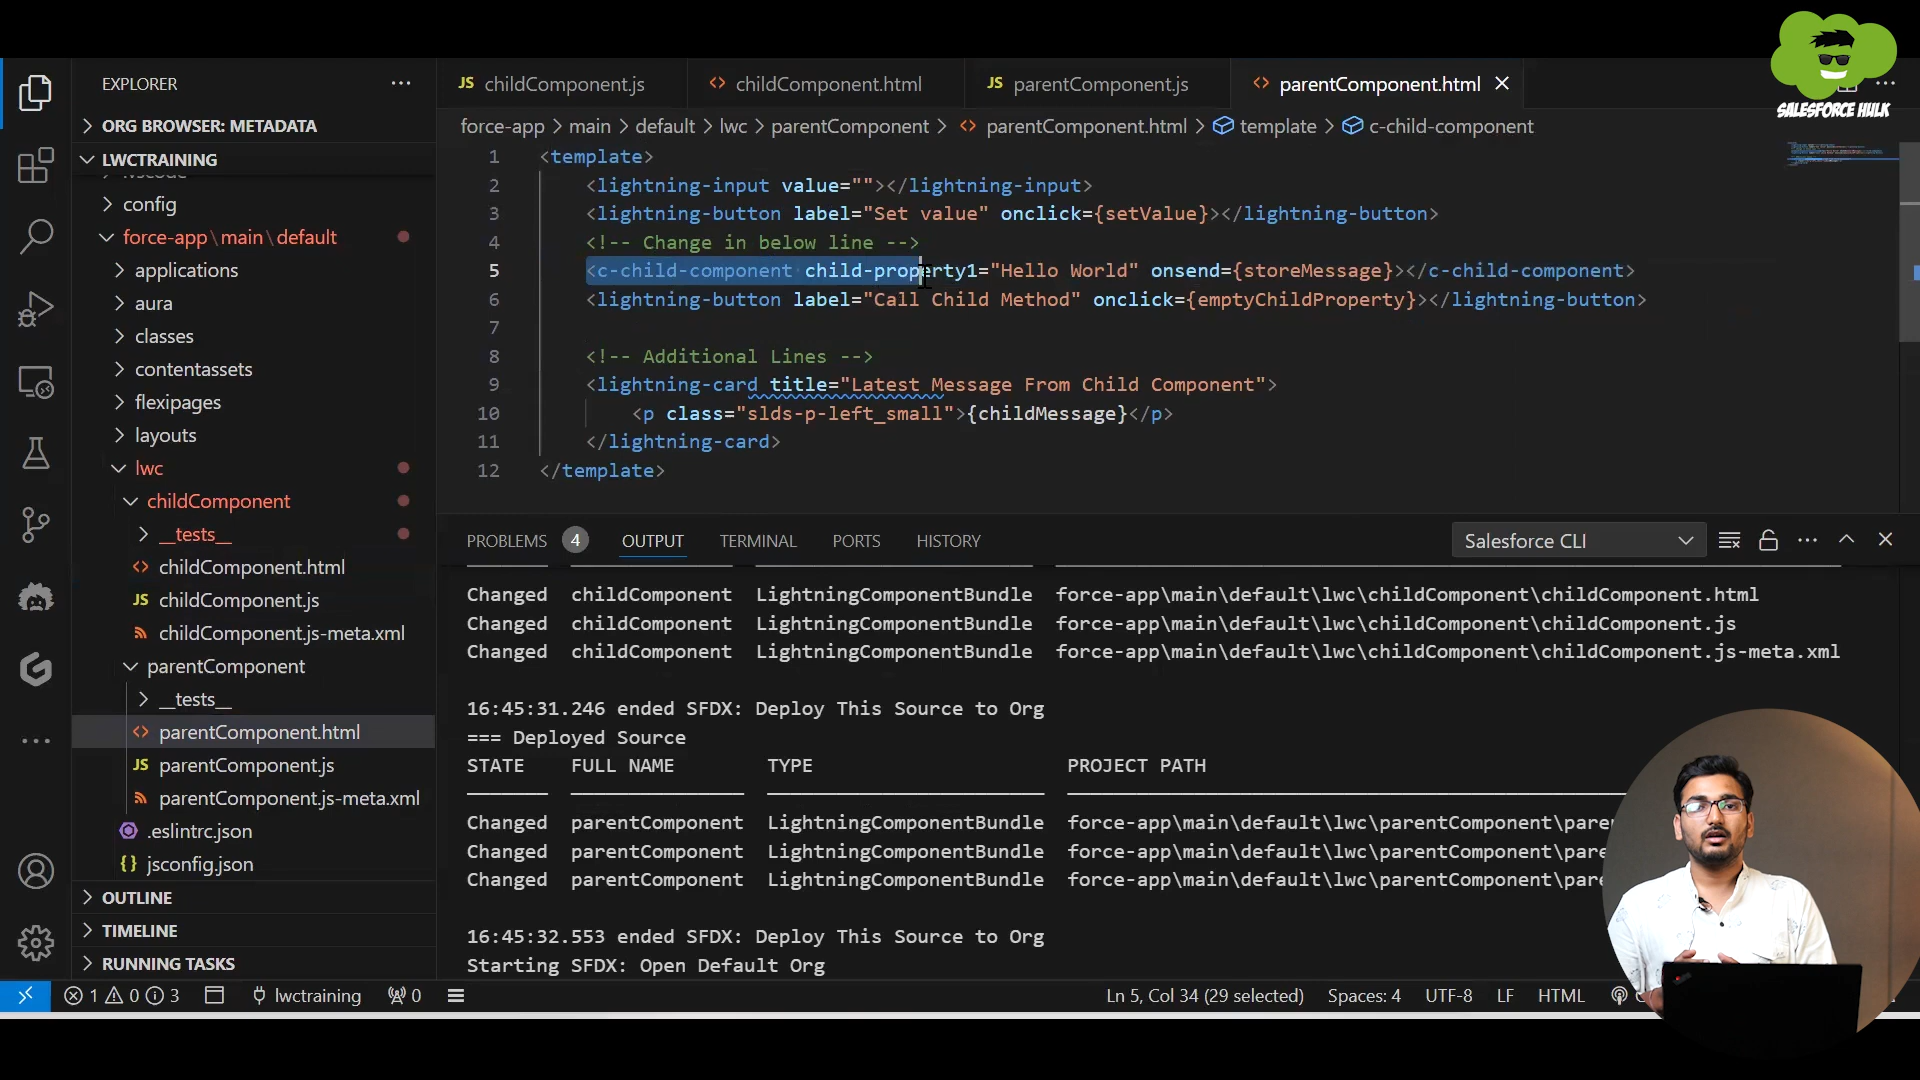 SALESFORCE HULK
EXPLORER
ORG BROWSER: METADATA
LWCTRAINING
.vscode
config
force-app\main\default
applications
aura
classes
contentassets
flexipages
layouts
lwc
childComponent
__tests__
childComponent.html
childComponent.js
childComponent.js-meta.xml
parentComponent
__tests__
parentComponent.html
parentComponent.js
parentComponent.js-meta.xml
.eslintrc.json
jsconfig.json
OUTLINE
TIMELINE
RUNNING TASKS
JS childComponent.js <> childComponent.html JS parentComponent.js <> parentComponent.html
force-app > main > default > lwc > parentComponent > <> parentComponent.html > template > c-child-component
1 <template>
2 <lightning-input value=""></lightning-input>
3 <lightning-button label="Set value" onclick={setValue}></lightning-button>
4 <!-- Change in below line -->
5 <c-child-component child-property1="Hello World" onsend={storeMessage}></c-child-component>
6 <lightning-button label="Call Child Method" onclick={emptyChildProperty}></lightning-button>
7
8 <!-- Additional Lines -->
9 <lightning-card title="Latest Message From Child Component">
10 <p class="slds-p-left_small">{childMessage}</p>
11 </lightning-card>
12 </template>
PROBLEMS 4 OUTPUT TERMINAL PORTS HISTORY Salesforce CLI
Changed childComponent LightningComponentBundle force-app\main\default\lwc\childComponent\childComponent.html
Changed childComponent LightningComponentBundle force-app\main\default\lwc\childComponent\childComponent.js
Changed childComponent LightningComponentBundle force-app\main\default\lwc\childComponent\childComponent.js-meta.xml
16:45:31.246 ended SFDX: Deploy This Source to Org
=== Deployed Source
STATE FULL NAME TYPE PROJECT PATH
Changed parentComponent LightningComponentBundle force-app\main\default\lwc\parentComponent\pare
Changed parentComponent LightningComponentBundle force-app\main\default\lwc\parentComponent\pare
Changed parentComponent LightningComponentBundle force-app\main\default\lwc\parentComponent\pare
16:45:32.553 ended SFDX: Deploy This Source to Org
Starting SFDX: Open Default Org
1 0 3 lwctraining 0 Ln 5, Col 34 (29 selected) Spaces: 4 UTF-8 LF HTML